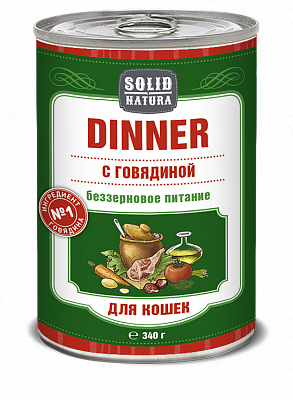 SOLID
NATURA
DINNER
С ГОВЯДИНОЙ
беззерновое питание
ИНГРЕДИЕНТ
№1
ГОВЯДИНА
ДЛЯ КОШЕК
℮ 340 г